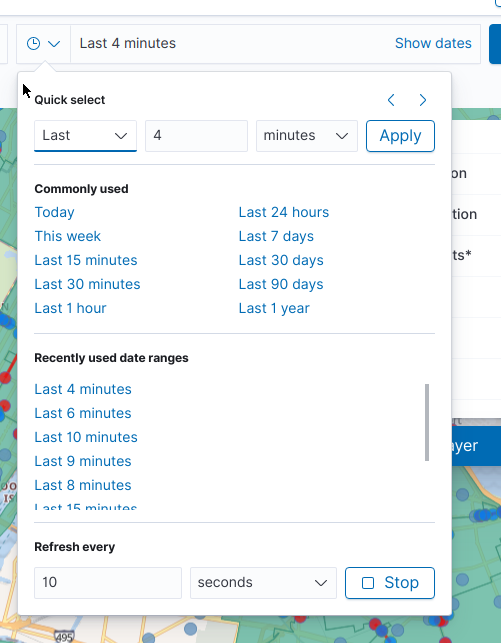 Last 4 minutes Show dates
Quick select
Last 4 minutes Apply
Commonly used
Today Last 24 hours
This week Last 7 days
Last 15 minutes Last 30 days
Last 30 minutes Last 90 days
Last 1 hour Last 1 year
Recently used date ranges
Last 4 minutes
Last 6 minutes
Last 10 minutes
Last 9 minutes
Last 8 minutes
Last 15 minutes
Refresh every
10 seconds Stop
on
tion
ts*
ayer
495